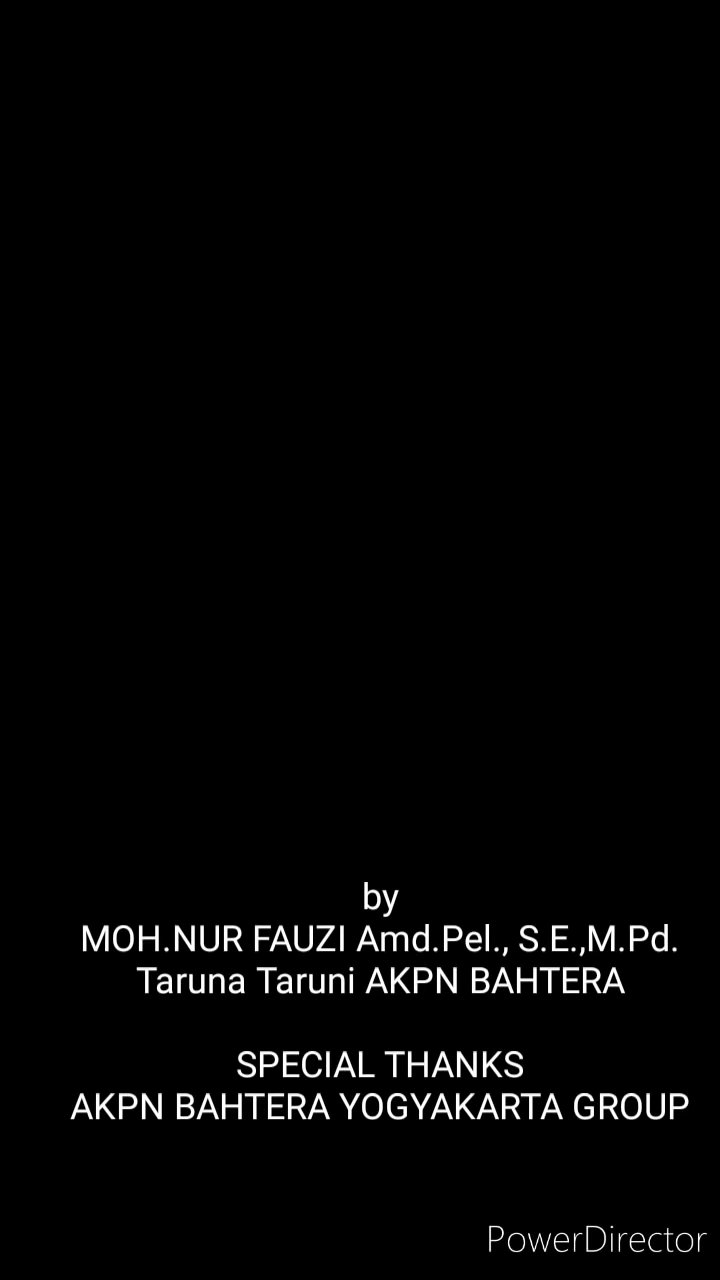 by
MOH.NUR FAUZI Amd.Pel., S.E.,M.Pd.
Taruna Taruni AKPN BAHTERA
SPECIAL THANKS
AKPN BAHTERA YOGYAKARTA GROUP
PowerDirector